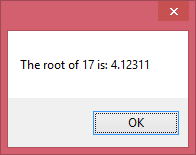 The root of 17 is: 4.12311
OK